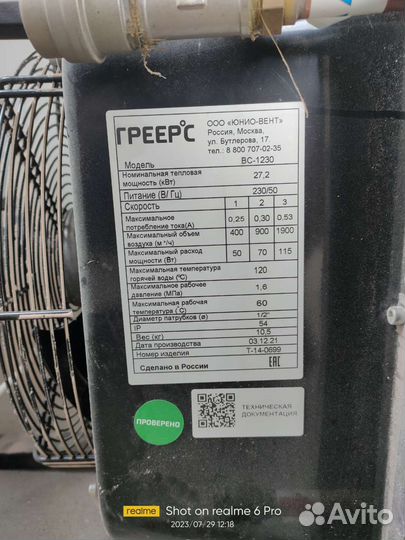 ГРЕЕР°С
ООО «ЮНИО-ВЕНТ»
Россия, Москва,
ул. Бутлерова, 17
тел.: 8 800 707-02-35
Модель ВС-1230
Номинальная тепловая
мощность (кВт) 27,2
Питание (В/ Гц) 230/50
Скорость 1 2 3
Максимальное
потребление тока(А) 0,25 0,30 0,53
Максимальный объем
воздуха (м ³/ч) 400 900 1900
Максимальный расход
мощности (Вт) 50 70 115
Максимальная температура
горячей воды (°С) 120
Максимальное рабочее
давление (МПа) 1,6
Максимальная рабочая
температура (°С) 60
Диаметр патрубков (ø) 1/2"
IP 54
Вес (кг) 10,5
Дата производства 03.12.21
Номер изделия Т-14-0699
Сделано в России ЕАС
ПРОВЕРЕНО
ТЕХНИЧЕСКАЯ
ДОКУМЕНТАЦИЯ
realme Shot on realme 6 Pro
2023/07/29 12:18
Avito